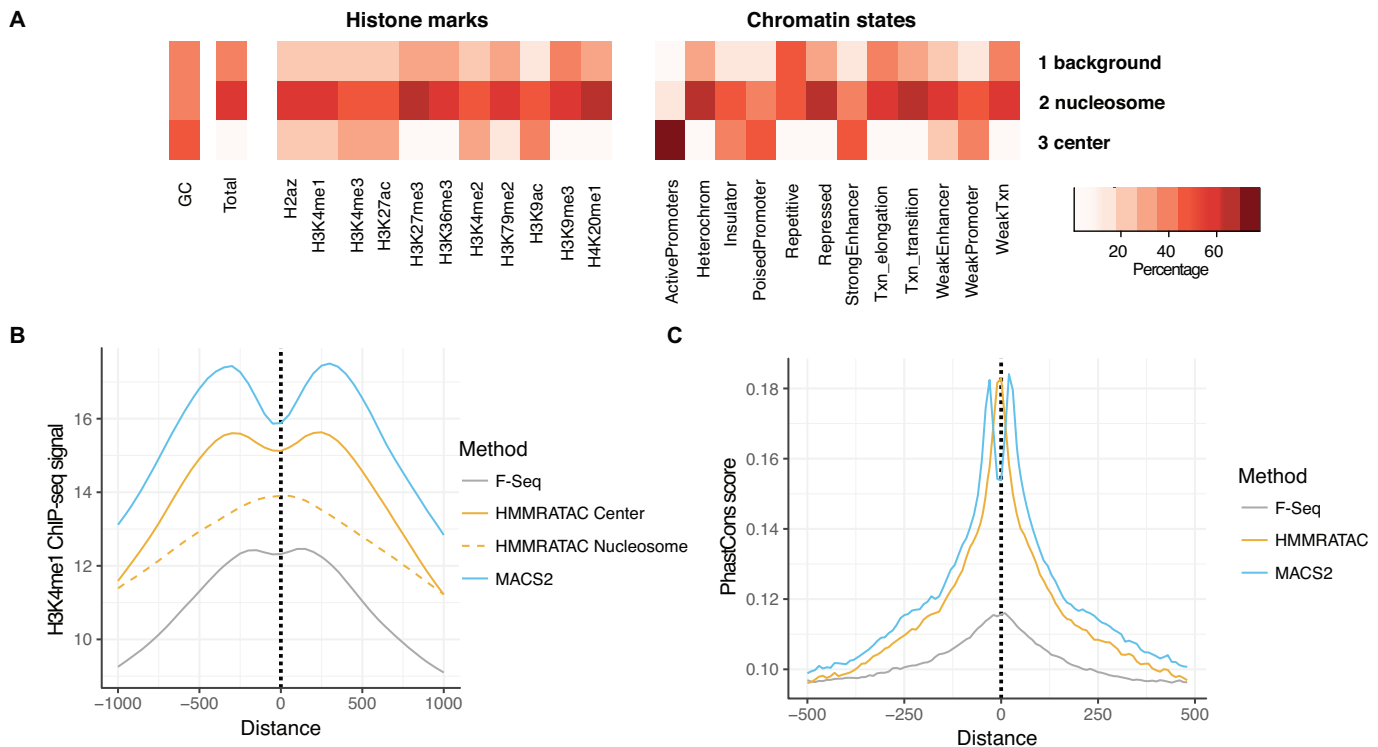 A
Histone marks
Chromatin states
1 background
2 nucleosome
3 center
GC
Total
H2az
H3K4me1
H3K4me3
H3K27ac
H3K27me3
H3K36me3
H3K4me2
H3K79me2
H3K9ac
H3K9me3
H4K20me1
ActivePromoters
Heterochrom
Insulator
PoisedPromoter
Repetitive
Repressed
StrongEnhancer
Txn_elongation
Txn_transition
WeakEnhancer
WeakPromoter
WeakTxn
20 40 60
Percentage
B
H3K4me1 ChIP-seq signal
16
14
12
10
−1000 −500 0 500 1000
Distance
Method
F-Seq
HMMRATAC Center
HMMRATAC Nucleosome
MACS2
C
PhastCons score
0.18
0.16
0.14
0.12
0.10
−500 −250 0 250 500
Distance
Method
F-Seq
HMMRATAC
MACS2